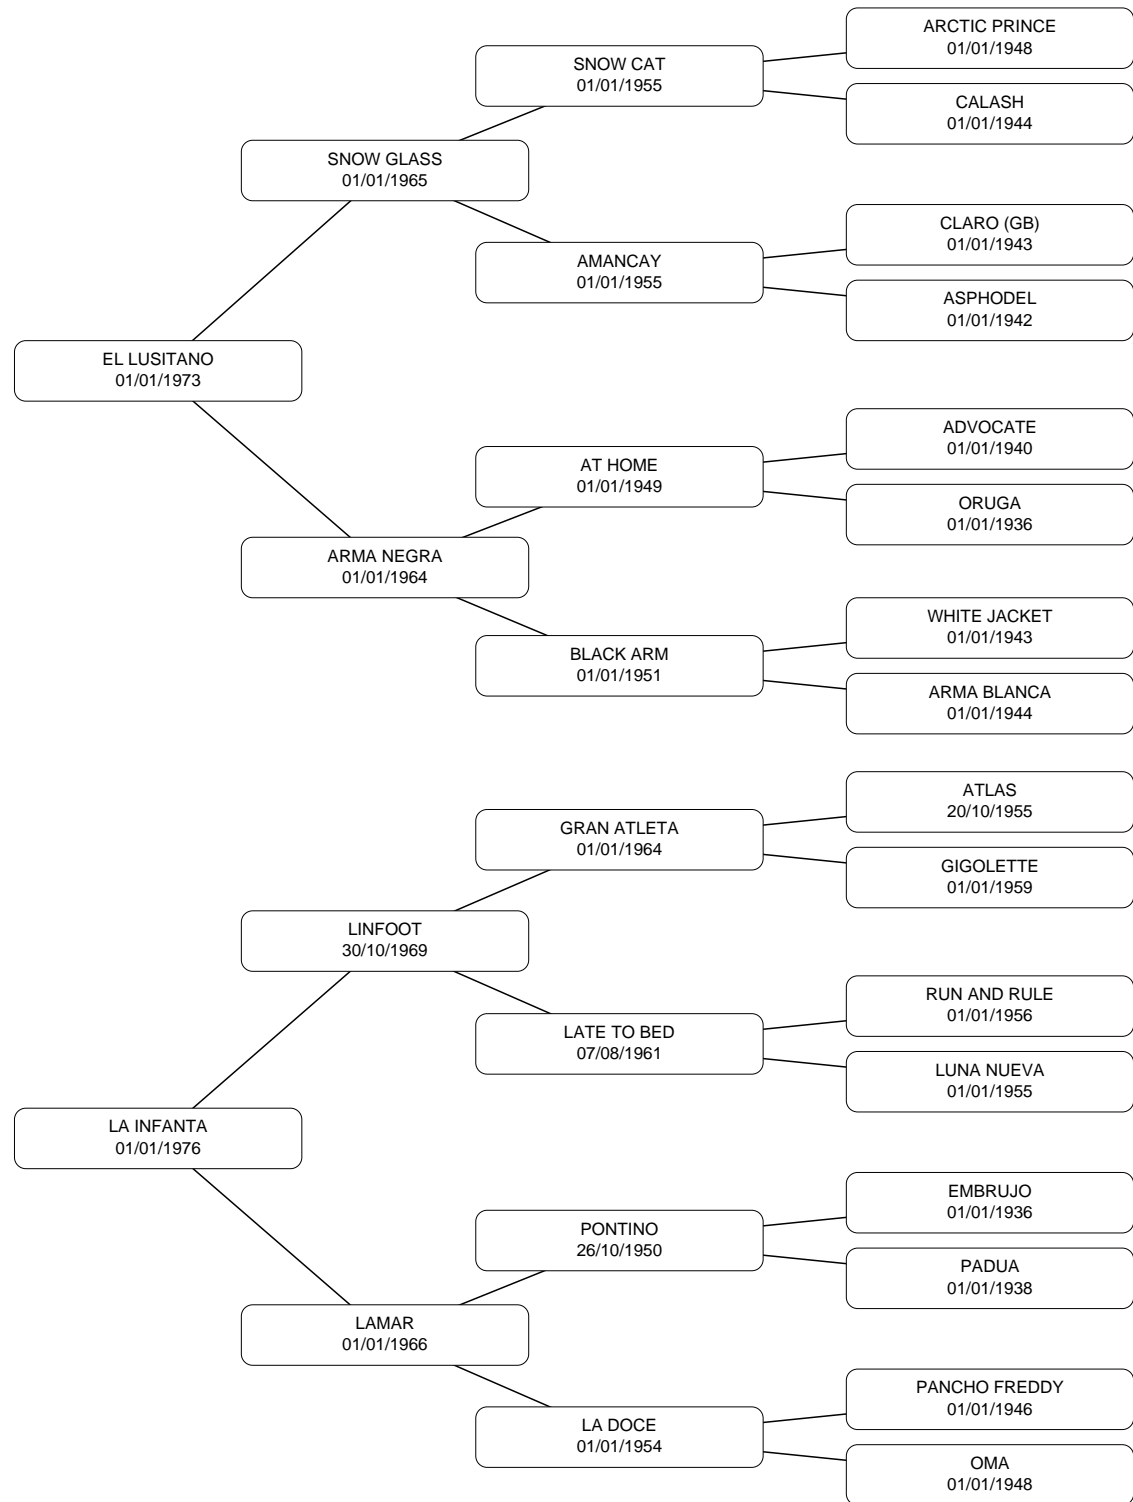 ARCTIC PRINCE
01/01/1948
SNOW CAT
01/01/1955
CALASH
01/01/1944
SNOW GLASS
01/01/1965
CLARO (GB)
01/01/1943
AMANCAY
01/01/1955
ASPHODEL
01/01/1942
EL LUSITANO
01/01/1973
ADVOCATE
01/01/1940
AT HOME
01/01/1949
ORUGA
01/01/1936
ARMA NEGRA
01/01/1964
WHITE JACKET
01/01/1943
BLACK ARM
01/01/1951
ARMA BLANCA
01/01/1944
ATLAS
20/10/1955
GRAN ATLETA
01/01/1964
GIGOLETTE
01/01/1959
LINFOOT
30/10/1969
RUN AND RULE
01/01/1956
LATE TO BED
07/08/1961
LUNA NUEVA
01/01/1955
LA INFANTA
01/01/1976
EMBRUJO
01/01/1936
PONTINO
26/10/1950
PADUA
01/01/1938
LAMAR
01/01/1966
PANCHO FREDDY
01/01/1946
LA DOCE
01/01/1954
OMA
01/01/1948